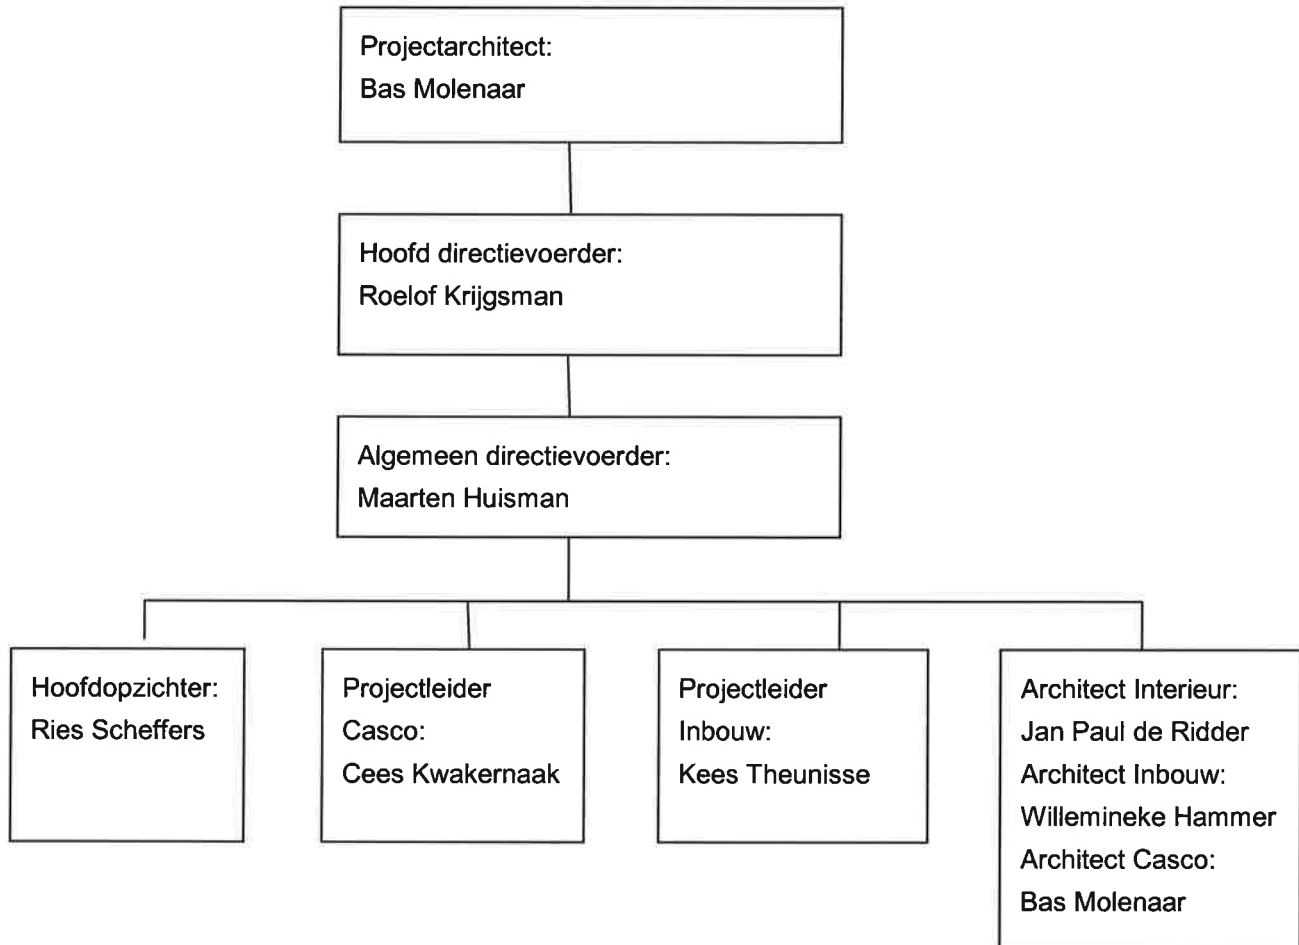 Projectarchitect:
Bas Molenaar
Hoofd directievoerder:
Roelof Krijgsman
Algemeen directievoerder:
Maarten Huisman
Hoofdopzichter:
Ries Scheffers
Projectleider
Casco:
Cees Kwakernaak
Projectleider
Inbouw:
Kees Theunisse
Architect Interieur:
Jan Paul de Ridder
Architect Inbouw:
Willemineke Hammer
Architect Casco:
Bas Molenaar